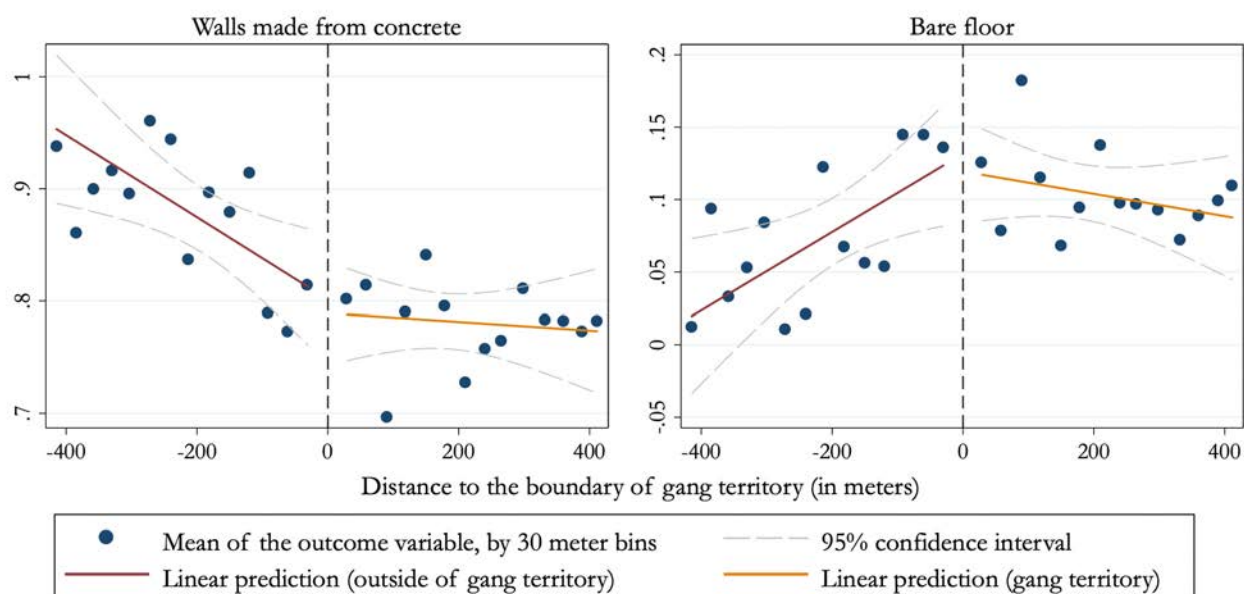 Walls made from concrete
Bare floor
1
.9
.8
.7
-400
-200
0
200
400
.2
.15
.1
.05
0
-.05
-400
-200
0
200
400
Distance to the boundary of gang territory (in meters)
Mean of the outcome variable, by 30 meter bins
95% confidence interval
Linear prediction (outside of gang territory)
Linear prediction (gang territory)